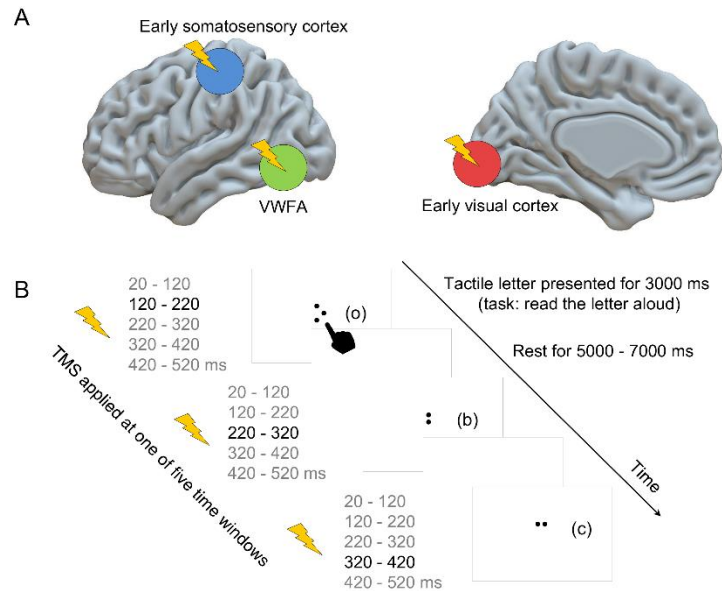 A
Early somatosensory cortex
VWFA
Early visual cortex
B
20 - 120
120 - 220
220 - 320
320 - 420
420 - 520 ms
(o)
Tactile letter presented for 3000 ms
(task: read the letter aloud)
Rest for 5000 - 7000 ms
TMS applied at one of five time windows
20 - 120
120 - 220
220 - 320
320 - 420
420 - 520 ms
(b)
Time
20 - 120
120 - 220
220 - 320
320 - 420
420 - 520 ms
(c)